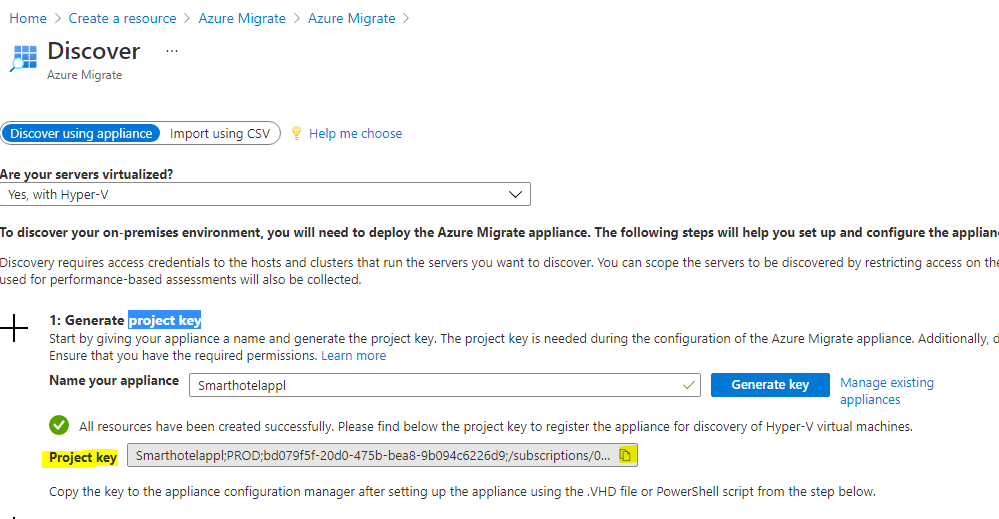 Home > Create a resource > Azure Migrate > Azure Migrate >
Discover ...
Azure Migrate
Discover using appliance Import using CSV Help me choose
Are your servers virtualized?
Yes, with Hyper-V
To discover your on-premises environment, you will need to deploy the Azure Migrate appliance. The following steps will help you set up and configure the applian
Discovery requires access credentials to the hosts and clusters that run the servers you want to discover. You can scope the servers to be discovered by restricting access on the
used for performance-based assessments will also be collected.
1: Generate project key
Start by giving your appliance a name and generate the project key. The project key is needed during the configuration of the Azure Migrate appliance. Additionally, d
Ensure that you have the required permissions. Learn more
Name your appliance Smarthotelappl Generate key Manage existing
appliances
All resources have been created successfully. Please find below the project key to register the appliance for discovery of Hyper-V virtual machines.
Project key Smarthotelappl;PROD;bd079f5f-20d0-475b-bea8-9b094c6226d9;/subscriptions/0...
Copy the key to the appliance configuration manager after setting up the appliance using the .VHD file or PowerShell script from the step below.